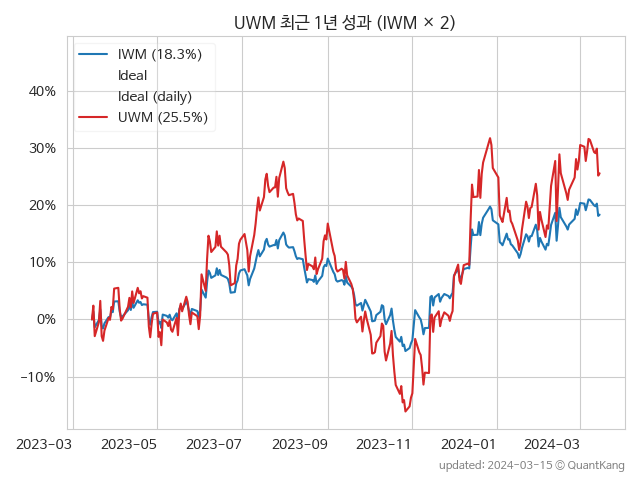 UWM 최근 1년 성과 (IWM × 2)
IWM (18.3%)
Ideal
Ideal (daily)
UWM (25.5%)
40%
30%
20%
10%
0%
−10%
2023−03
2023−05
2023−07
2023−09
2023−11
2024−01
2024−03
updated: 2024-03-15 ⓒ QuantKang